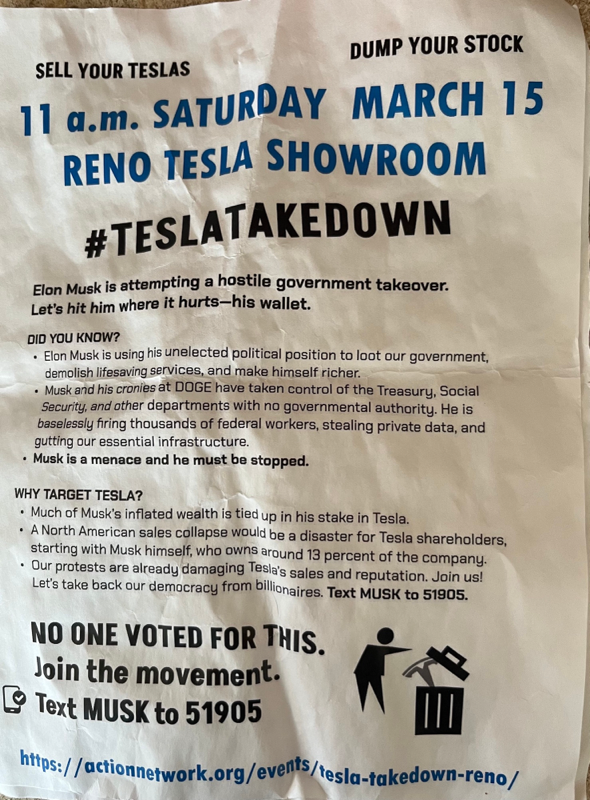 SELL YOUR TESLAS
DUMP YOUR STOCK
11 a.m. SATURDAY MARCH 15
RENO TESLA SHOWROOM
#TESLATAKEDOWN
Elon Musk is attempting a hostile government takeover.
Let's hit him where it hurts—his wallet.
DID YOU KNOW?
• Elon Musk is using his unelected political position to loot our government,
demolish lifesaving services, and make himself richer.
• Musk and his cronies at DOGE have taken control of the Treasury, Social
Security, and other departments with no governmental authority. He is
baselessly firing thousands of federal workers, stealing private data, and
gutting our essential infrastructure.
• Musk is a menace and he must be stopped.
WHY TARGET TESLA?
• Much of Musk's inflated wealth is tied up in his stake in Tesla.
• A North American sales collapse would be a disaster for Tesla shareholders,
starting with Musk himself, who owns around 13 percent of the company.
• Our protests are already damaging Tesla's sales and reputation. Join us!
Let's take back our democracy from billionaires. Text MUSK to 51905.
NO ONE VOTED FOR THIS.
Join the movement.
Text MUSK to 51905
https://actionnetwork.org/events/tesla-takedown-reno/